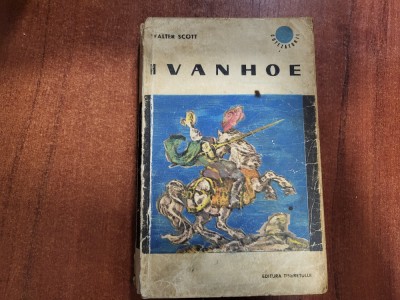 WALTER SCOTT
IVANHOE
EDITURA TINERETULUI